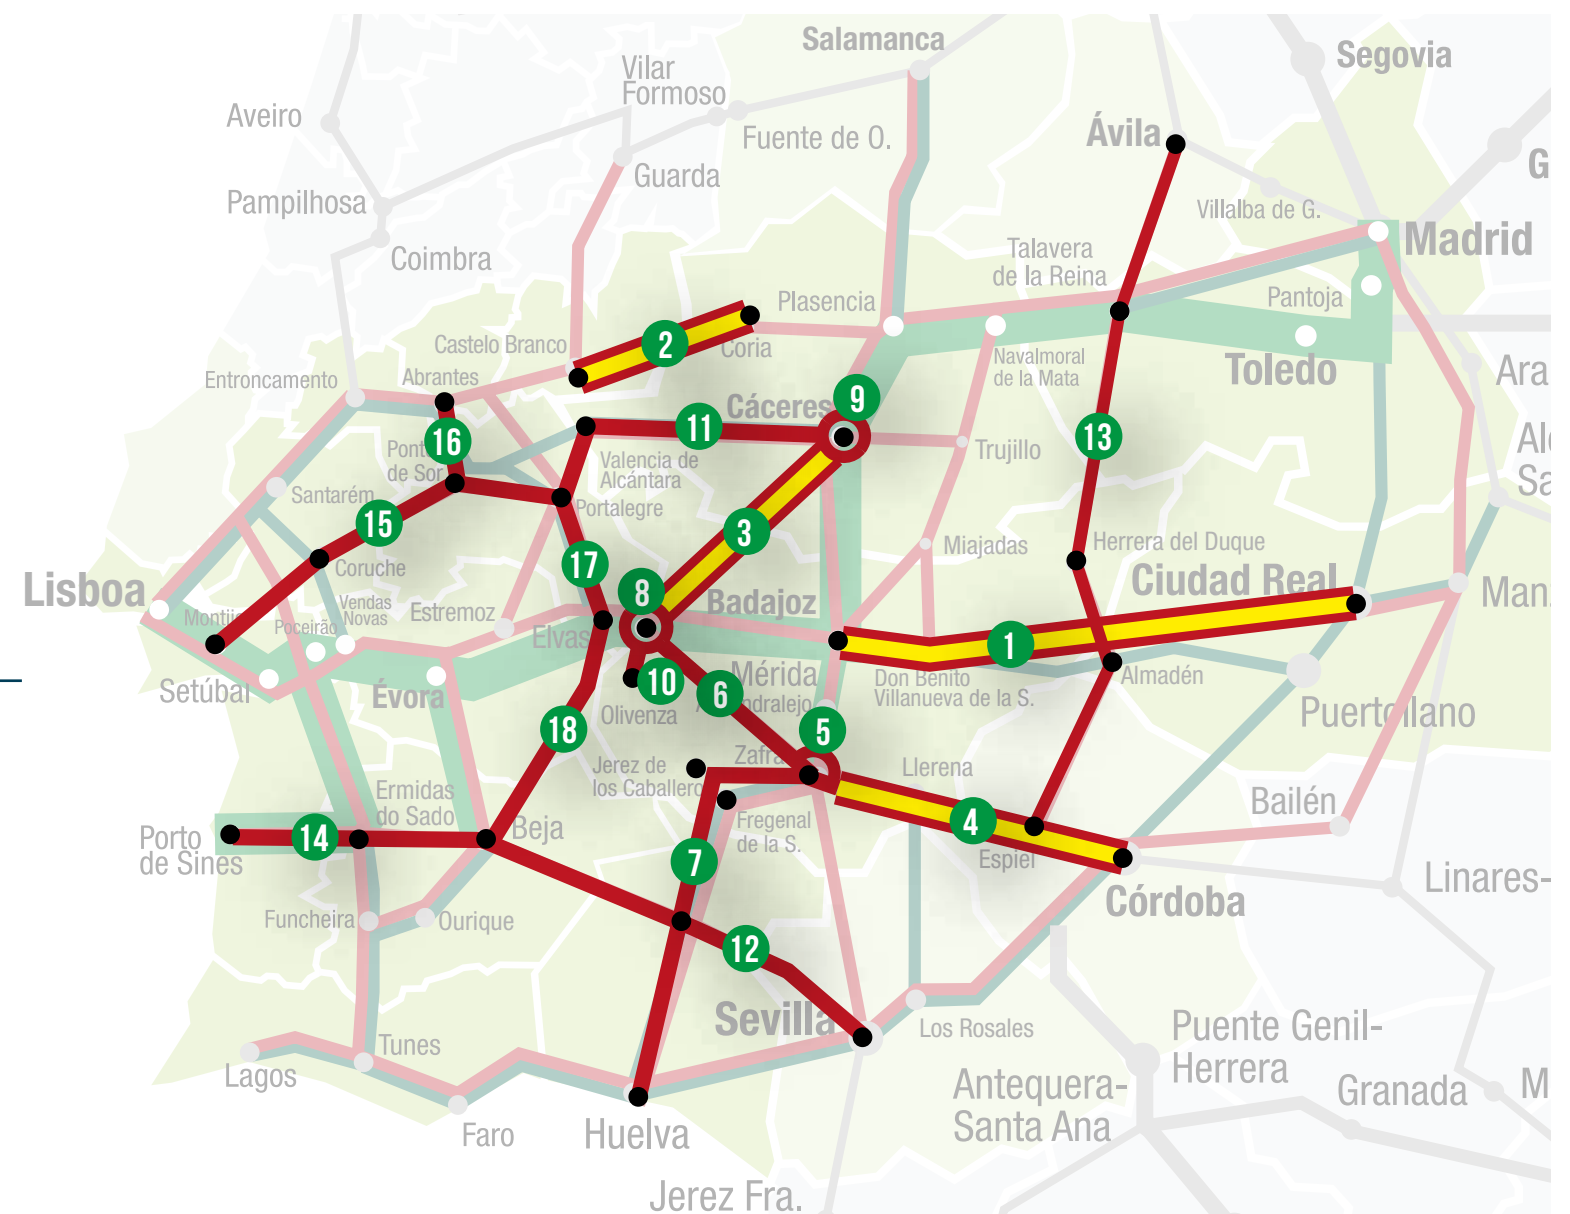 Salamanca
Segovia
Vilar
Formoso
Aveiro
Fuente de O.
Ávila
Guarda
Villalba de G.
Pampilhosa
Coimbra
Talavera
de la Reina
Madrid
Plasencia
Pantoja
Castelo Branco
2
Coria
Navalmoral
de la Mata
Toledo
Ara
Entroncamento
Abrantes
9
Cáceres
11
13
16
de Sor
Trujillo
Valencia de
Alcántara
Santarém
Portalegre
15
3
Miajadas
Herrera del Duque
Coruche
17
Lisboa
8
Badajoz
Ciudad Real
Vendas
Novas
Estremoz
Poceirão
Elvas
1
Setúbal
Évora
10
6
Mérida
Don Benito
Villanueva de la S.
Almadén
Olivenza
Puertollano
18
5
Zafra
Llerena
Jerez de
los Caballero
Ermidas
do Sado
Fregenal
de la S.
4
Espiel
Bailén
Porto
de Sines
14
Beja
7
Linares-
Córdoba
Funcheira
Ourique
12
Sevilla
Los Rosales
Puente Genil-
Herrera
Tunes
Lagos
Antequera-
Santa Ana
Granada
M
Faro
Huelva
Jerez Fra.